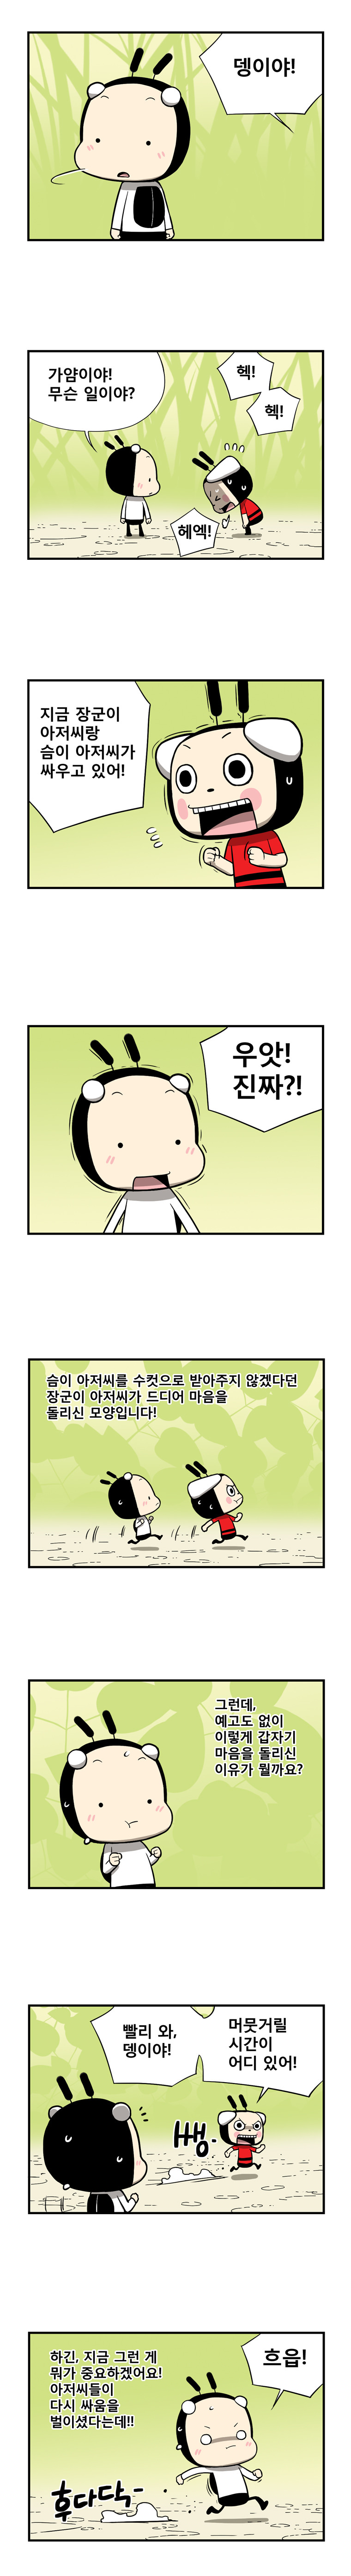 뎅이야!
가얌이야!
무슨 일이야?
헥!
헥!
헤엑!
지금 장군이
아저씨랑
슴이 아저씨가
싸우고 있어!
우앗!
진짜?!
슴이 아저씨를 수컷으로 받아주지 않겠다던
장군이 아저씨가 드디어 마음을
돌리신 모양입니다!
그런데,
예고도 없이
이렇게 갑자기
마음을 돌리신
이유가 뭘까요?
빨리 와,
뎅이야!
머뭇거릴
시간이
어디 있어!
쌩-
하긴, 지금 그런 게
뭐가 중요하겠어요!
아저씨들이
다시 싸움을
벌이셨다는데!!
흐읍!
후다닥-